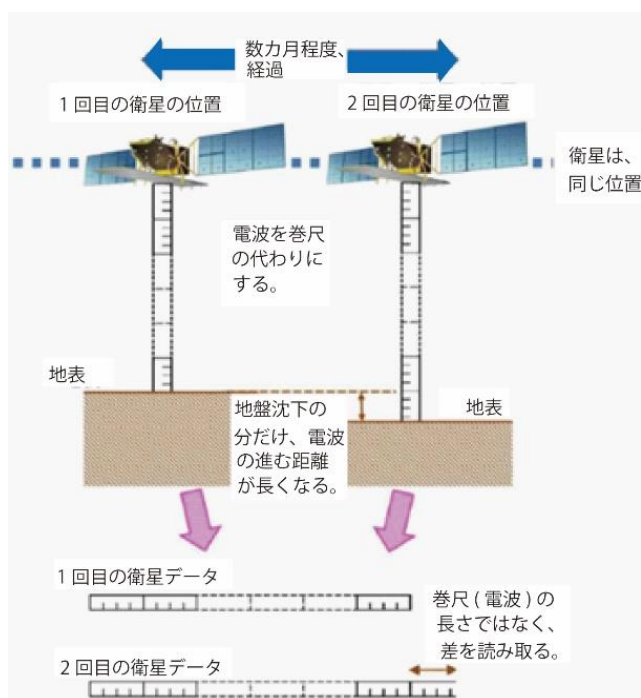 数カ月程度、
経過
1回目の衛星の位置
2回目の衛星の位置
衛星は、
同じ位置
電波を巻尺
の代わりに
する。
地表
地盤沈下の
分だけ、電波
の進む距離
が長くなる。
地表
1回目の衛星データ
巻尺(電波)の
長さではなく、
差を読み取る。
2回目の衛星データ